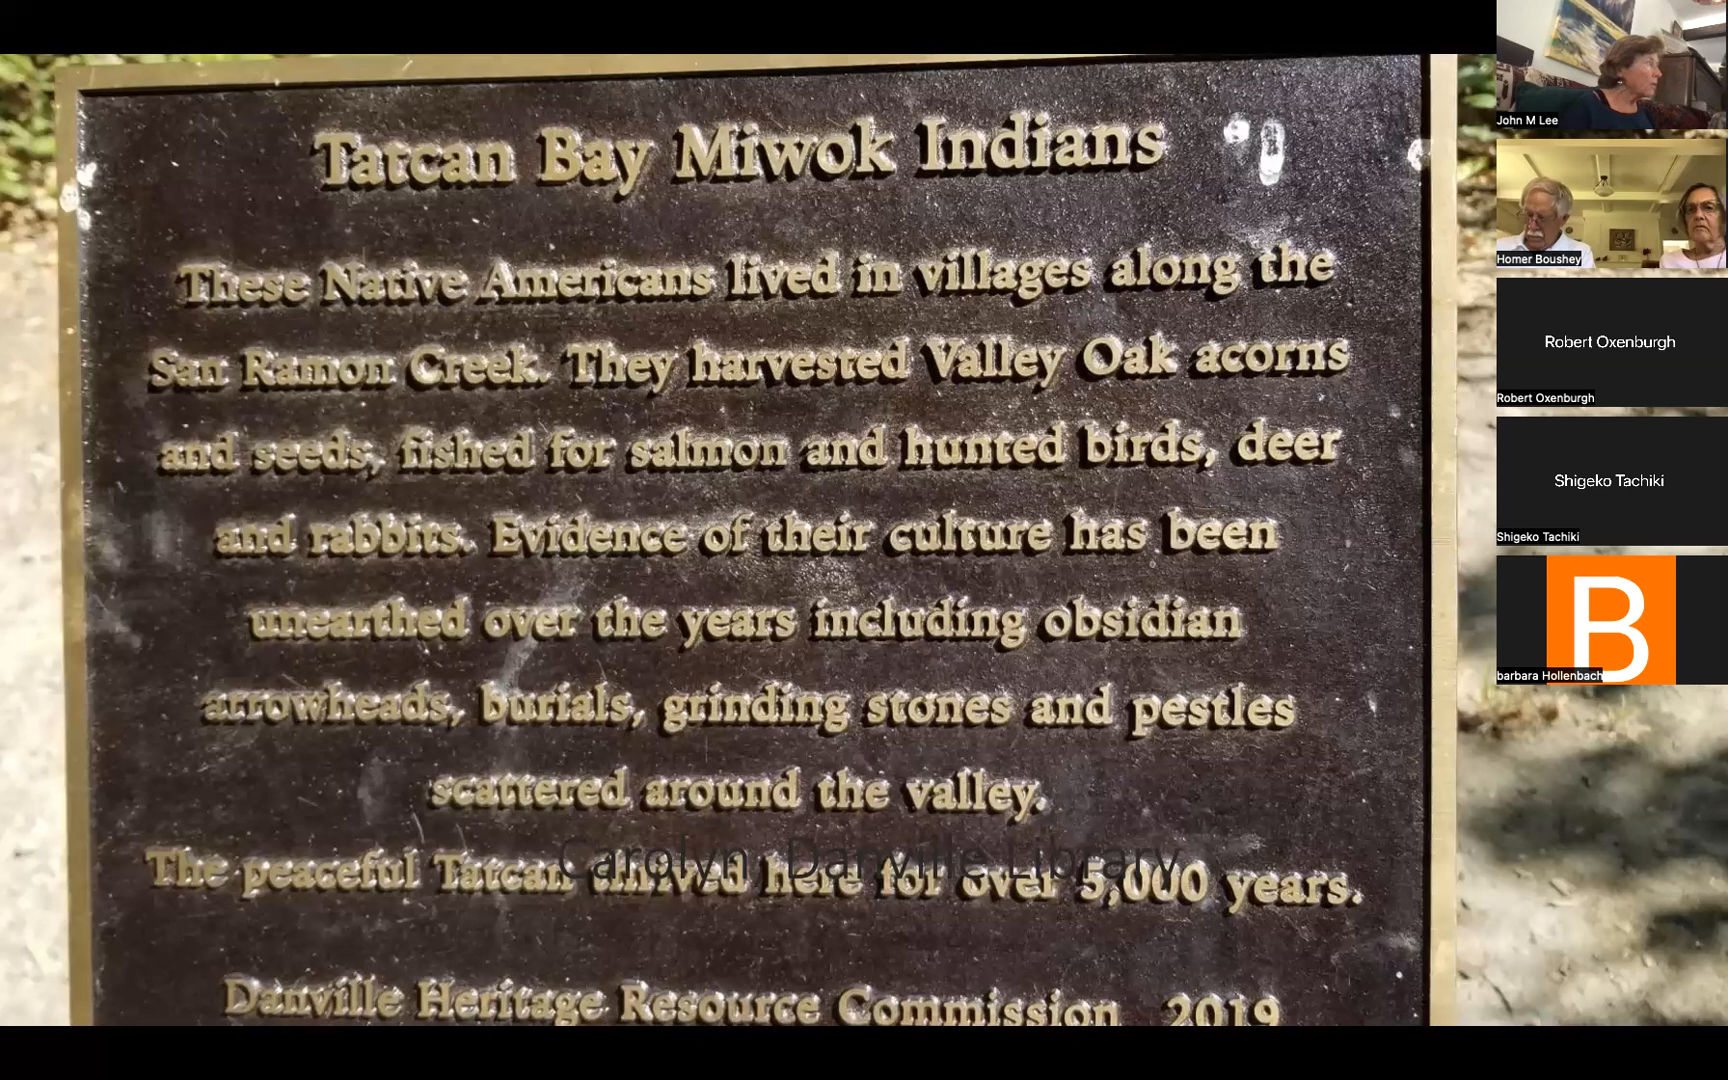 Tatcan Bay Miwok Indians
These Native Americans lived in villages along the
San Ramon Creek. They harvested Valley Oak acorns
and seeds, fished for salmon and hunted birds, deer
and rabbits. Evidence of their culture has been
unearthed over the years including obsidian
arrowheads, burials, grinding stones and pestles
scattered around the valley.
The peaceful Tatcan thrived here for over 5,000 years.
Carolyn, Danville Library
Danville Heritage Resource Commission 2019
John M Lee
Homer Boushey
Robert Oxenburgh
Robert Oxenburgh
Shigeko Tachiki
Shigeko Tachiki
B
barbara Hollenbach